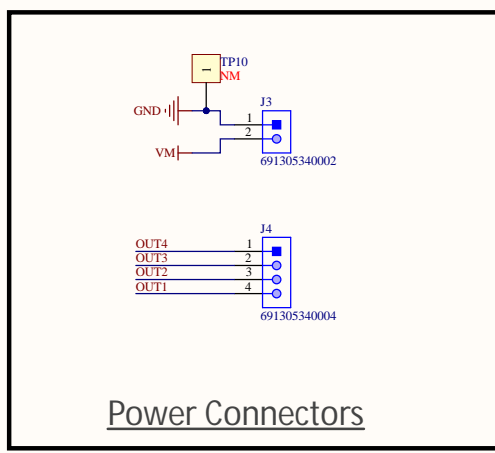 TP10
1
NM
GND
J3
1
2
VM
691305340002
J4
OUT4 1
OUT3 2
OUT2 3
OUT1 4
691305340004
Power Connectors